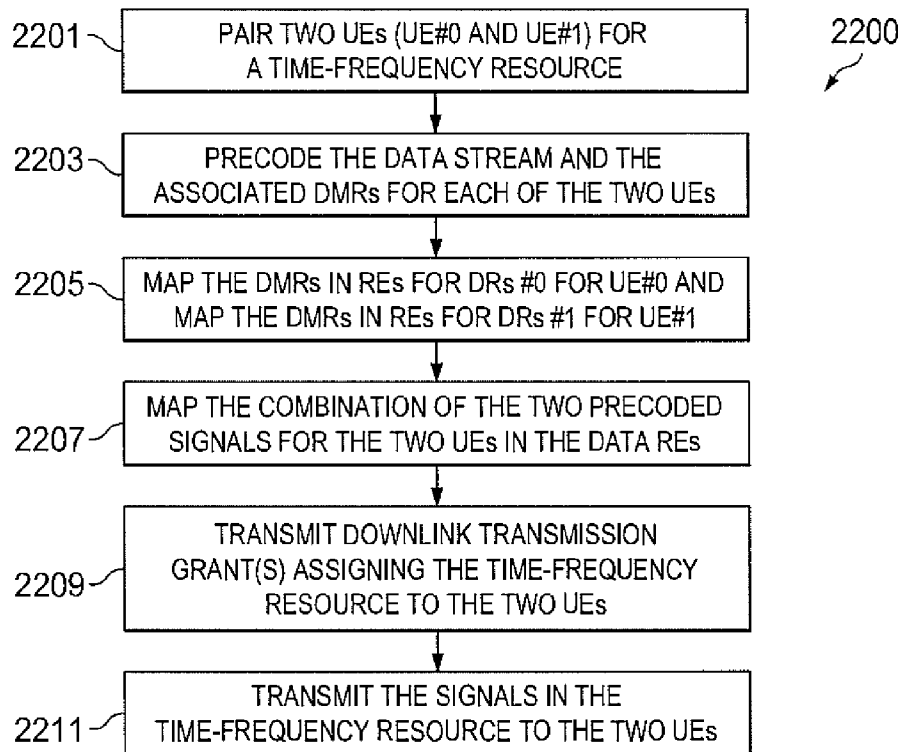 2200
2201
PAIR TWO UEs (UE#0 AND UE#1) FOR
A TIME-FREQUENCY RESOURCE
2203
PRECODE THE DATA STREAM AND THE
ASSOCIATED DMRs FOR EACH OF THE TWO UEs
2205
MAP THE DMRs IN REs FOR DRs #0 FOR UE#0 AND
MAP THE DMRs IN REs FOR DRs #1 FOR UE#1
2207
MAP THE COMBINATION OF THE TWO PRECODED
SIGNALS FOR THE TWO UEs IN THE DATA REs
2209
TRANSMIT DOWNLINK TRANSMISSION
GRANT(S) ASSIGNING THE TIME-FREQUENCY
RESOURCE TO THE TWO UEs
2211
TRANSMIT THE SIGNALS IN THE
TIME-FREQUENCY RESOURCE TO THE TWO UEs